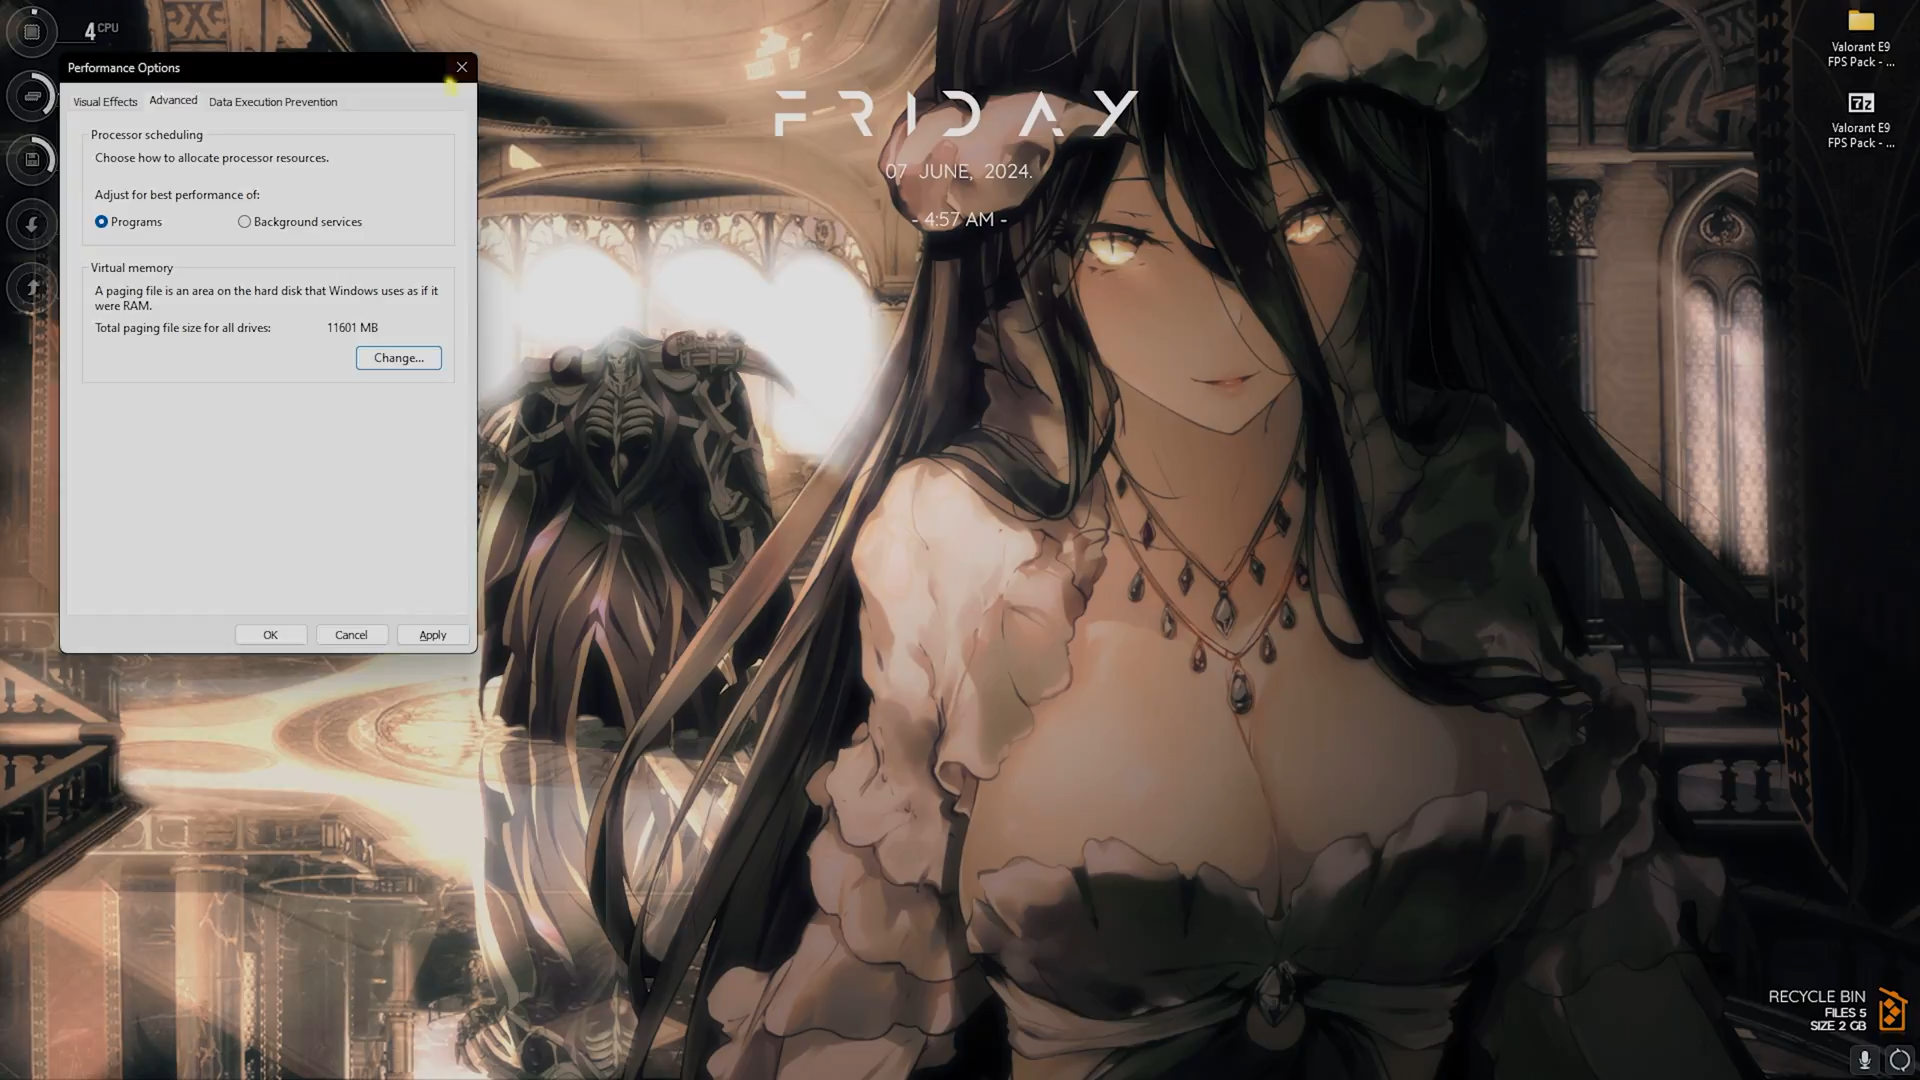 4 CPU
Performance Options
Visual Effects
Advanced
Data Execution Prevention
Processor scheduling
Choose how to allocate processor resources.
Adjust for best performance of:
Programs
Background services
Virtual memory
A paging file is an area on the hard disk that Windows uses as if it
were RAM.
Total paging file size for all drives: 11601 MB
Change...
OK
Cancel
Apply
FRIDAY
07 JUNE, 2024.
- 4:57 AM -
Valorant E9
FPS Pack - ...
7z
Valorant E9
FPS Pack - ...
RECYCLE BIN
FILES 5
SIZE 2 GB